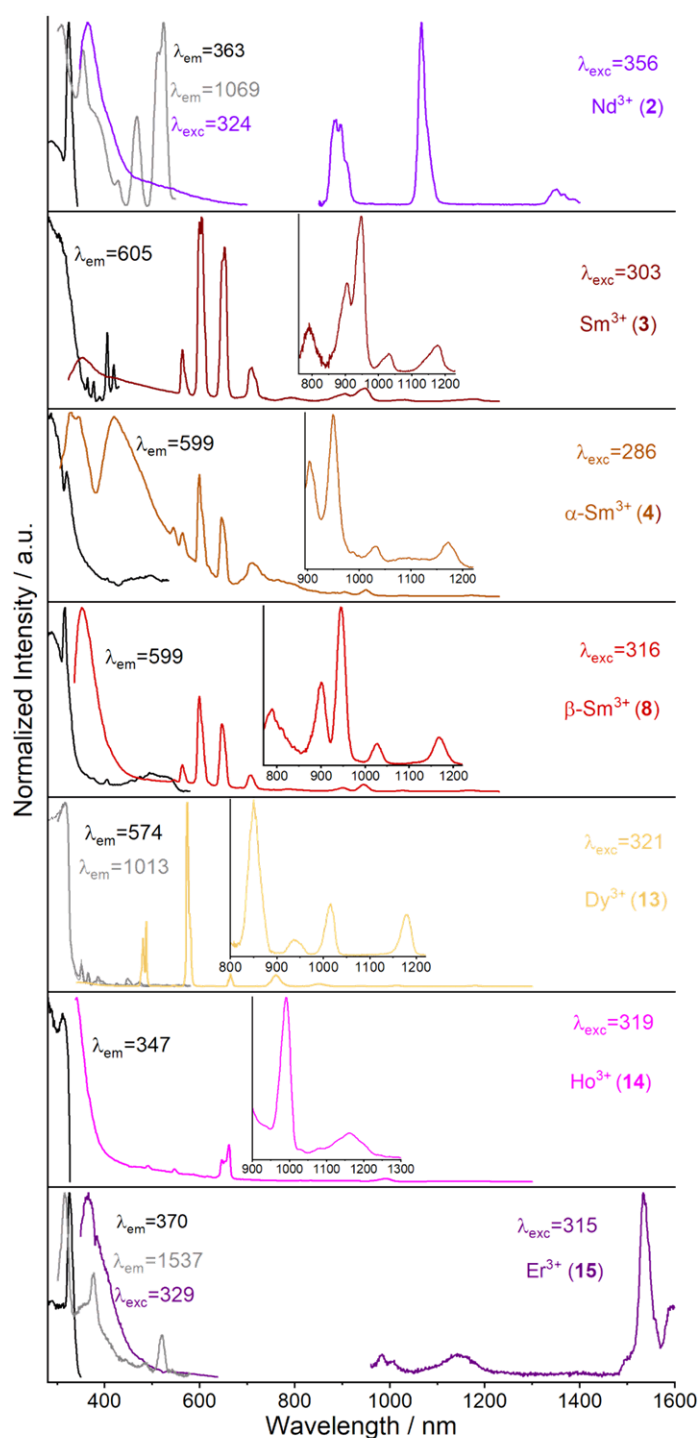 λem=363
λem=1069
λexc=324
λexc=356
Nd³⁺ (2)
λem=605
λexc=303
Sm³⁺ (3)
800 900 1000 1100 1200
λem=599
λexc=286
α-Sm³⁺ (4)
900 1000 1100 1200
λem=599
λexc=316
β-Sm³⁺ (8)
800 900 1000 1100 1200
λem=574
λem=1013
λexc=321
Dy³⁺ (13)
800 900 1000 1100 1200
λem=347
λexc=319
Ho³⁺ (14)
900 1000 1100 1200 1300
λem=370
λem=1537
λexc=329
λexc=315
Er³⁺ (15)
400 600 800 1000 1200 1400 1600
Wavelength / nm
Normalized Intensity / a.u.